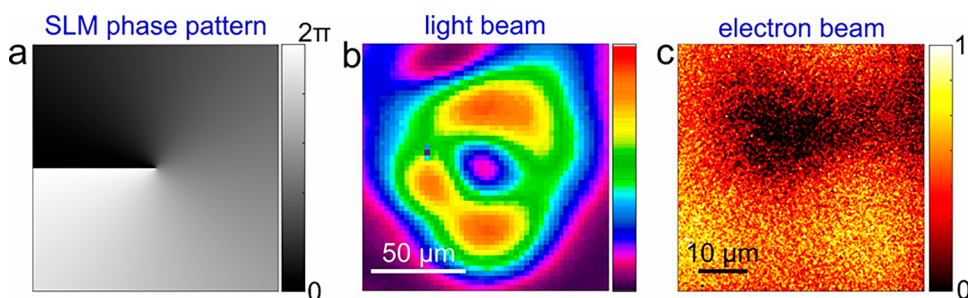 SLM phase pattern
light beam
electron beam
a
2π
0
b
50 μm
c
10 μm
1
0